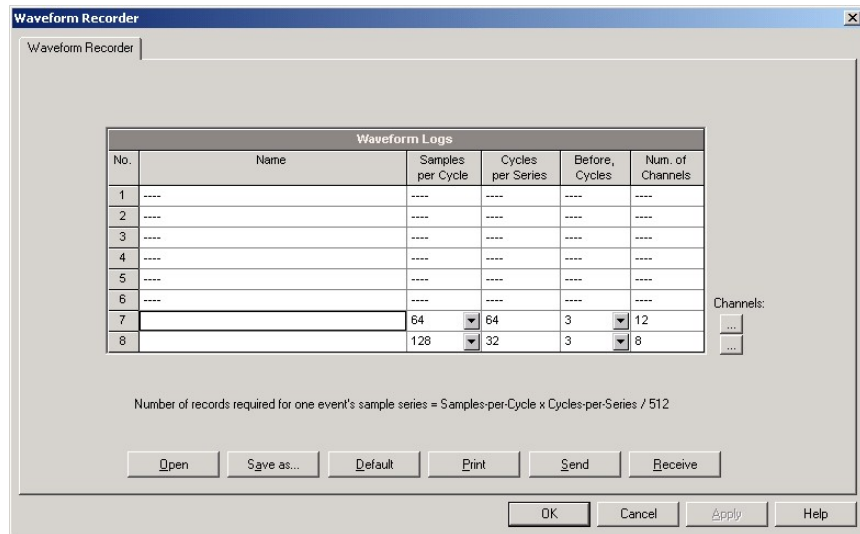 Waveform Recorder
Waveform Recorder
Waveform Logs
No. Name Samples per Cycle Cycles per Series Before, Cycles Num. of Channels
1 ---- ---- ---- ---- ----
2 ---- ---- ---- ---- ----
3 ---- ---- ---- ---- ----
4 ---- ---- ---- ---- ----
5 ---- ---- ---- ---- ----
6 ---- ---- ---- ---- ----
Channels:
7 64 64 3 12 ...
8 128 32 3 8 ...
Number of records required for one event's sample series = Samples-per-Cycle x Cycles-per-Series / 512
Open Save as... Default Print Send Receive
OK Cancel Apply Help